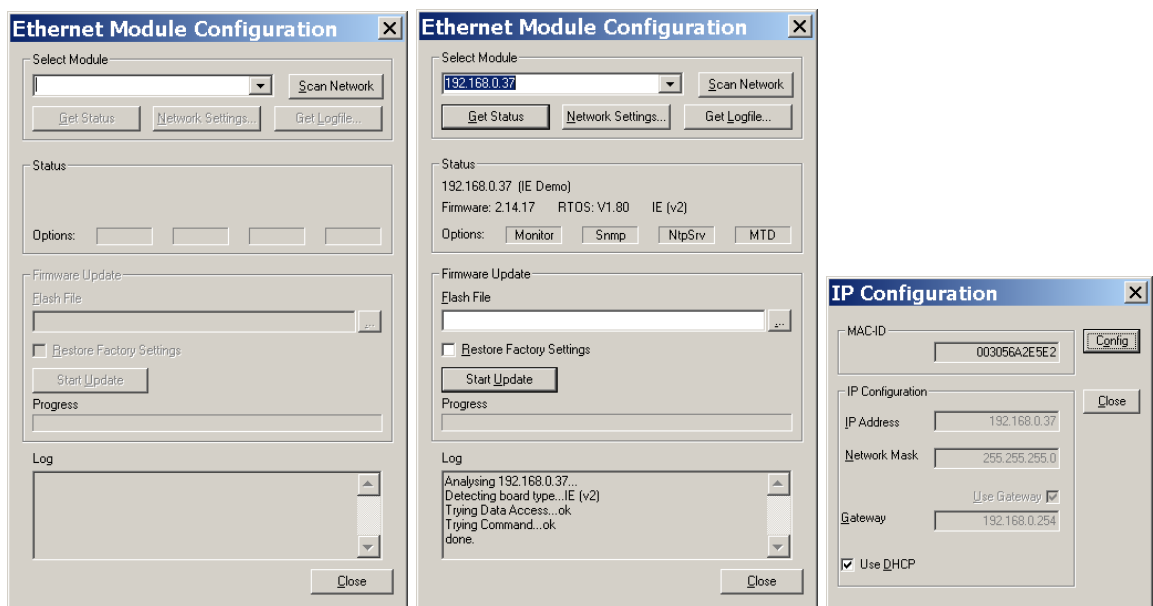 Ethernet Module Configuration
Select Module
Scan Network
Get Status Network Settings... Get Logfile...
Status
Options:
Firmware Update
Flash File
...
Restore Factory Settings
Start Update
Progress
Log
Close
Ethernet Module Configuration
Select Module
192.168.0.37 Scan Network
Get Status Network Settings... Get Logfile...
Status
192.168.0.37 (IE Demo)
Firmware: 2.14.17 RTOS: V1.80 IE (v2)
Options: Monitor Snmp NtpSrv MTD
Firmware Update
Flash File
...
Restore Factory Settings
Start Update
Progress
Log
Analysing 192.168.0.37...
Detecting board type...IE (v2)
Trying Data Access...ok
Trying Command...ok
done.
Close
IP Configuration
MAC-ID
003056A2E5E2 Config
IP Configuration
Close
IP Address 192.168.0.37
Network Mask 255.255.255.0
Use Gateway
Gateway 192.168.0.254
Use DHCP